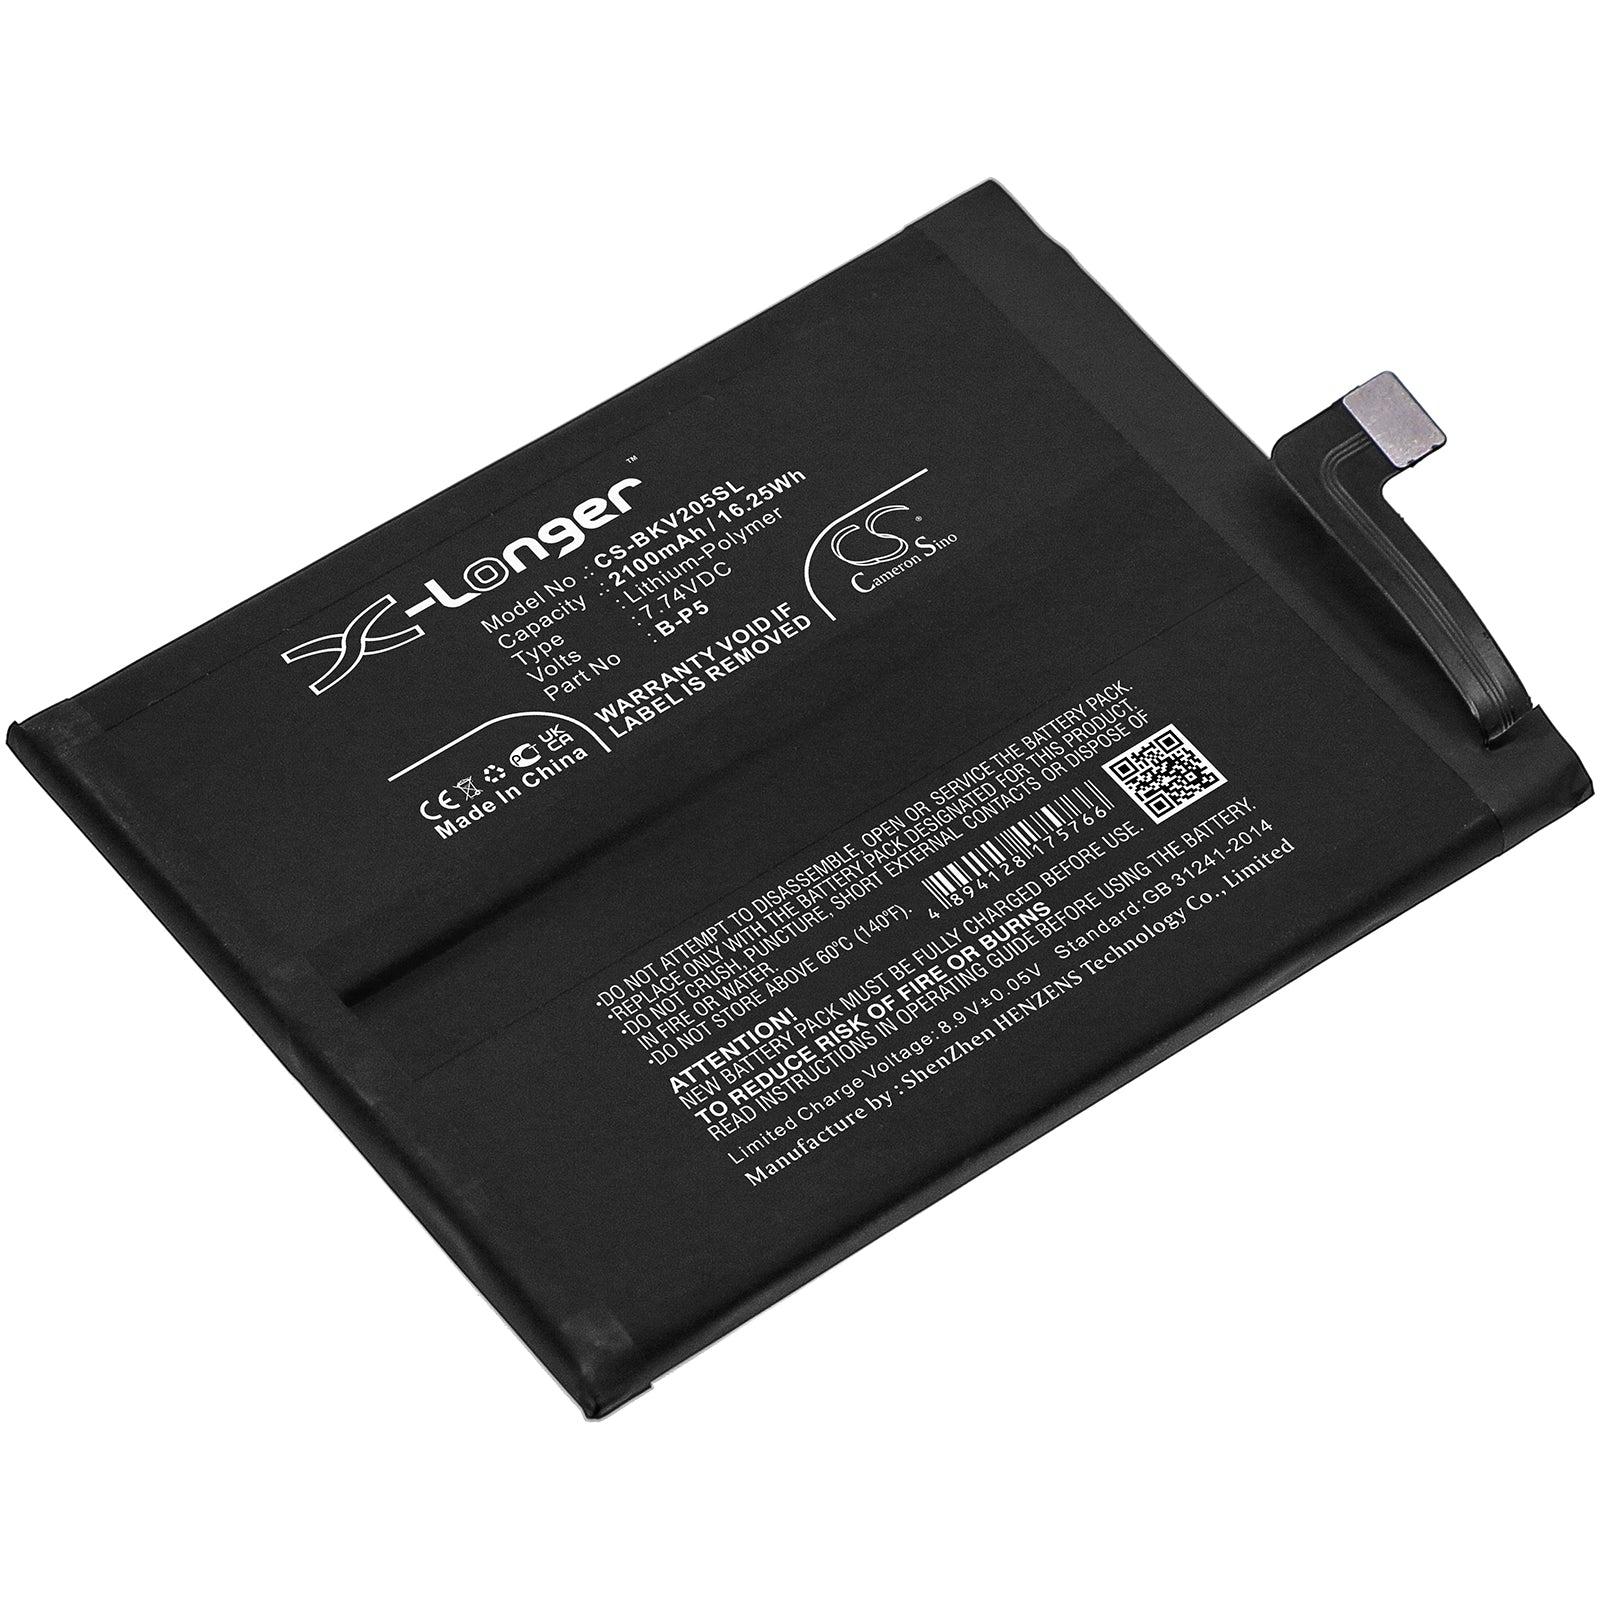 X-Longer™
Model No : CS-BKV205SL
Capacity : 2100mAh / 16.25Wh
Type : Lithium-Polymer
Volts : 7.74VDC
Part No : B-P5
CS®
Cameron Sino
WARRANTY VOID IF
LABEL IS REMOVED
CE UK CA
Made In China
•DO NOT ATTEMPT TO DISASSEMBLE, OPEN OR SERVICE THE BATTERY PACK.
•REPLACE ONLY WITH THE BATTERY PACK DESIGNATED FOR THIS PRODUCT.
•DO NOT CRUSH, PUNCTURE, SHORT EXTERNAL CONTACTS OR DISPOSE OF
IN FIRE OR WATER.
•DO NOT STORE ABOVE 60°C (140°F).
4 894128 175766
ATTENTION!
NEW BATTERY PACK MUST BE FULLY CHARGED BEFORE USE.
TO REDUCE RISK OF FIRE OR BURNS
READ INSTRUCTIONS IN OPERATING GUIDE BEFORE USING THE BATTERY.
Limited Charge Voltage: 8.9V±0.05V Standard:GB 31241-2014
Manufacture by : ShenZhen HENZENS Technology Co., Limited